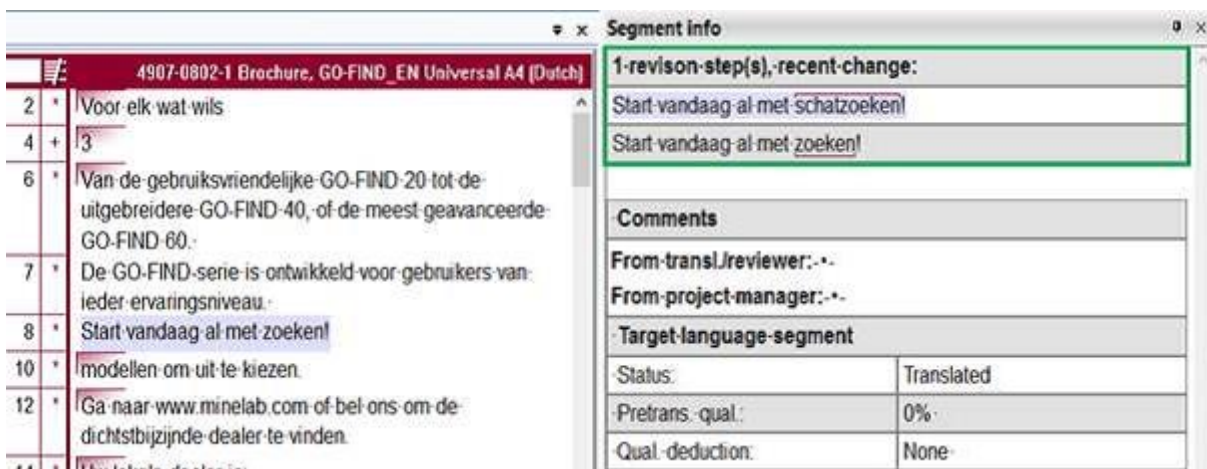 Segment info
4907-0802-1 Brochure, GO-FIND_EN Universal A4 (Dutch)
2 * Voor·elk·wat·wils
4 + 3
6 * Van·de·gebruiksvriendelijke·GO-FIND·20·tot·de·
uitgebreidere·GO-FIND·40,·of·de·meest·geavanceerde·
GO-FIND·60.·
7 * De·GO-FIND-serie·is·ontwikkeld·voor·gebruikers·van·
ieder·ervaringsniveau.·
8 * Start·vandaag·al·met·zoeken!
10 * modellen·om·uit·te·kiezen.
12 * Ga·naar·www.minelab.com·of·bel·ons·om·de·
dichtstbijzijnde·dealer·te·vinden.
1·revison·step(s),·recent·change:
Start·vandaag·al·met·schatzoeken!
Start·vandaag·al·met·zoeken!
·Comments
From·transl./reviewer:·•·
From·project·manager:·•·
·Target·language·segment
·Status: Translated
·Pretrans.·qual.: 0%·
·Qual.·deduction: None·